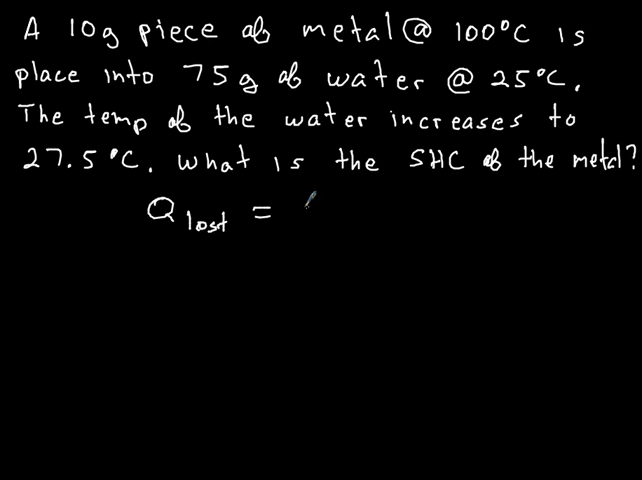 A 10g piece of metal @ 100°C is
place into 75g of water @ 25°C.
The temp of the water increases to
27.5°C. What is the SHC of the metal?
Q lost =